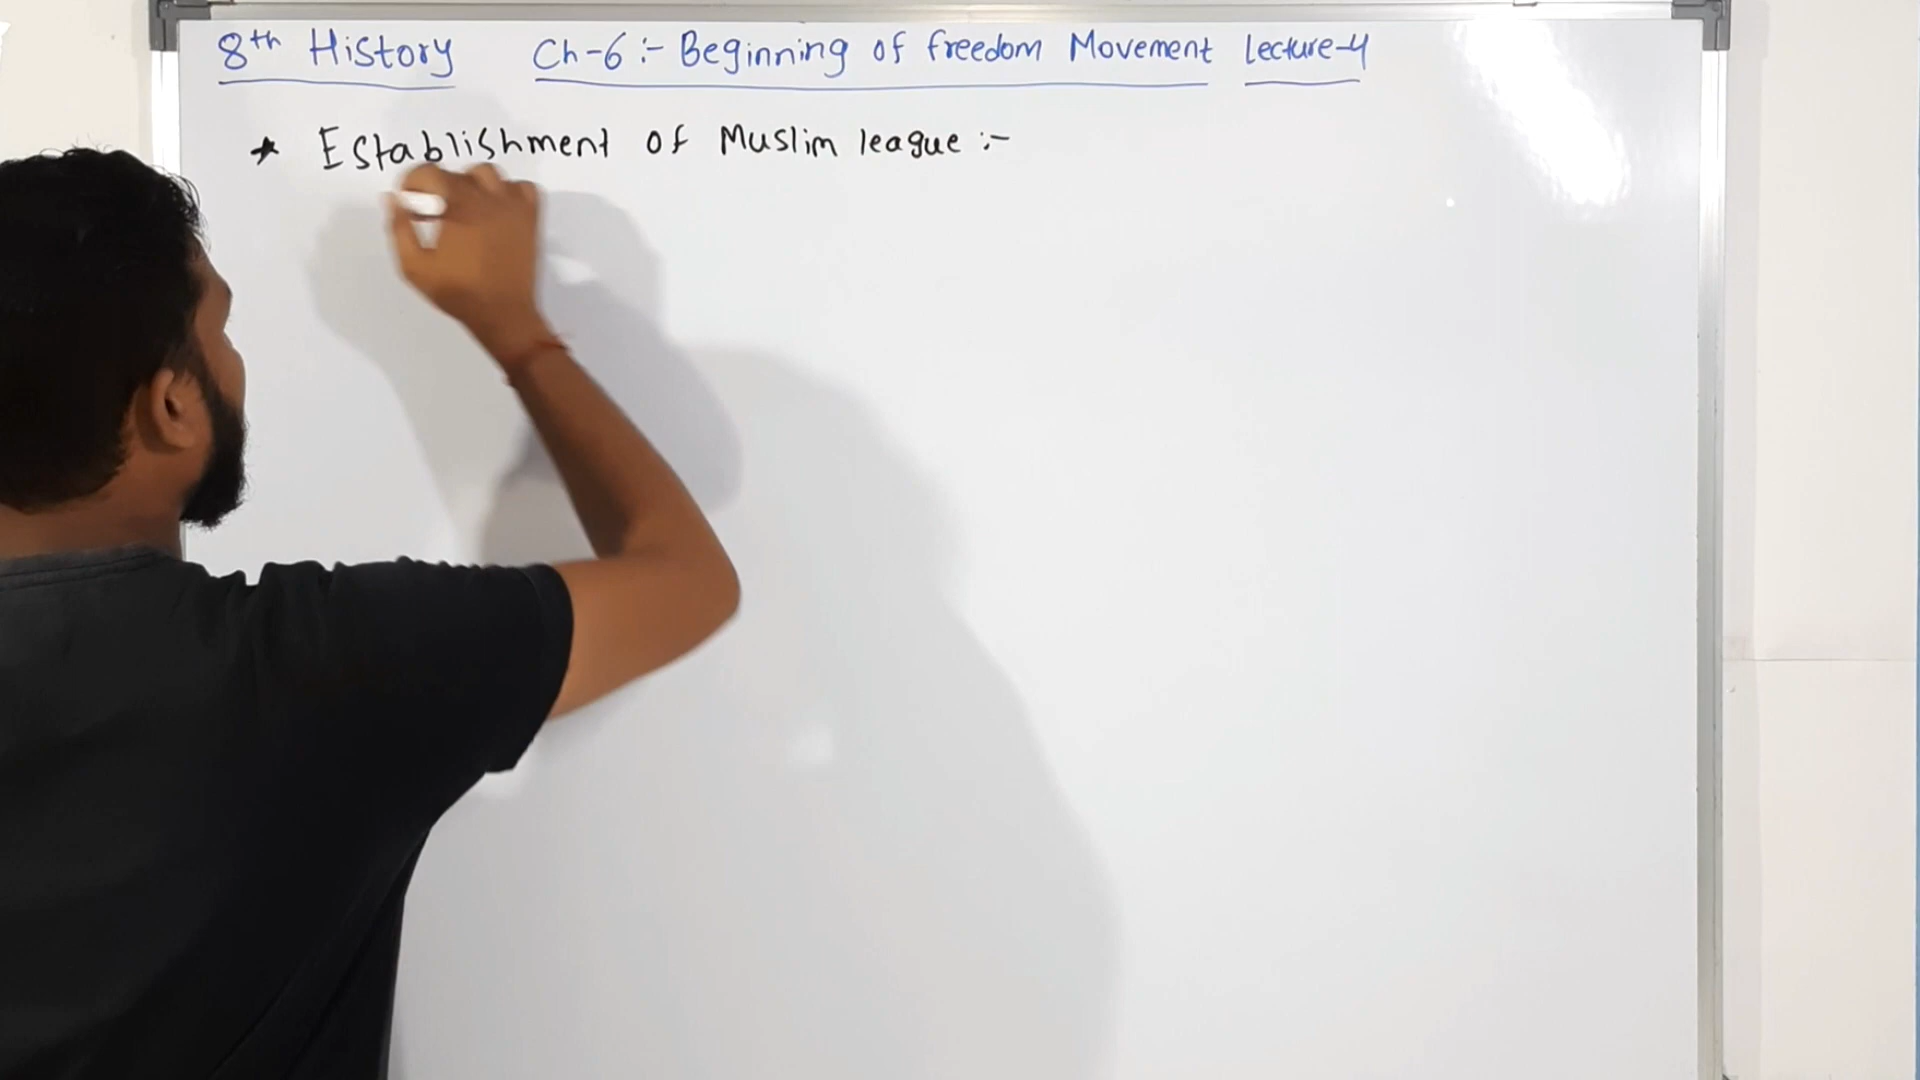 8th History Ch-6:- Beginning of freedom Movement Lecture-4
* Establishment of Muslim league :-